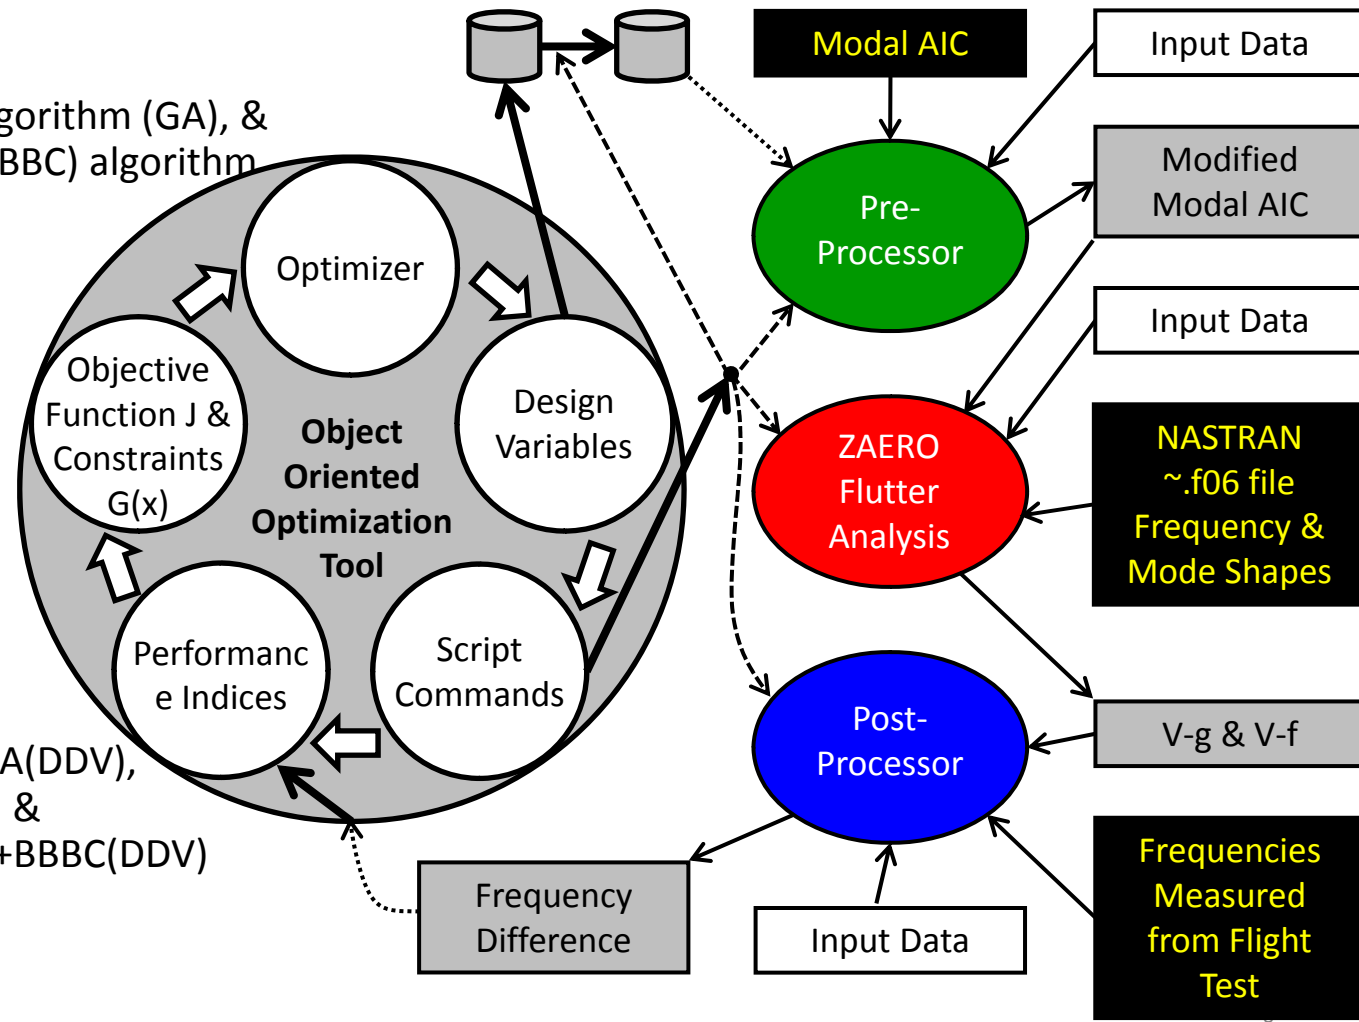 Modal AIC
Input Data
gorithm (GA), &
BBC) algorithm
Modified
Modal AIC
Pre-
Processor
Optimizer
Input Data
Objective
Function J &
Constraints
G(x)
Design
Variables
Object
Oriented
Optimization
Tool
ZAERO
Flutter
Analysis
NASTRAN
~.f06 file
Frequency &
Mode Shapes
Performanc
e Indices
Script
Commands
Post-
Processor
V-g & V-f
A(DDV),
&
+BBBC(DDV)
Frequency
Difference
Input Data
Frequencies
Measured
from Flight
Test